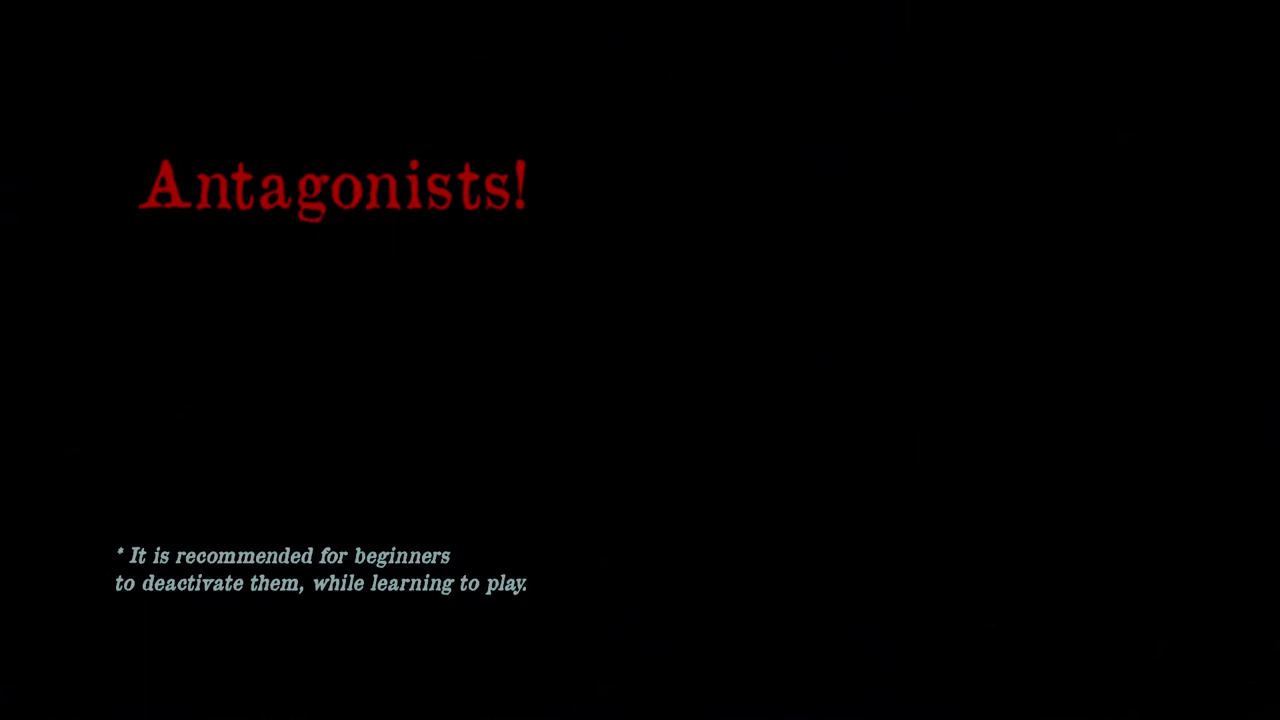 Antagonists!
* It is recommended for beginners
to deactivate them, while learning to play.